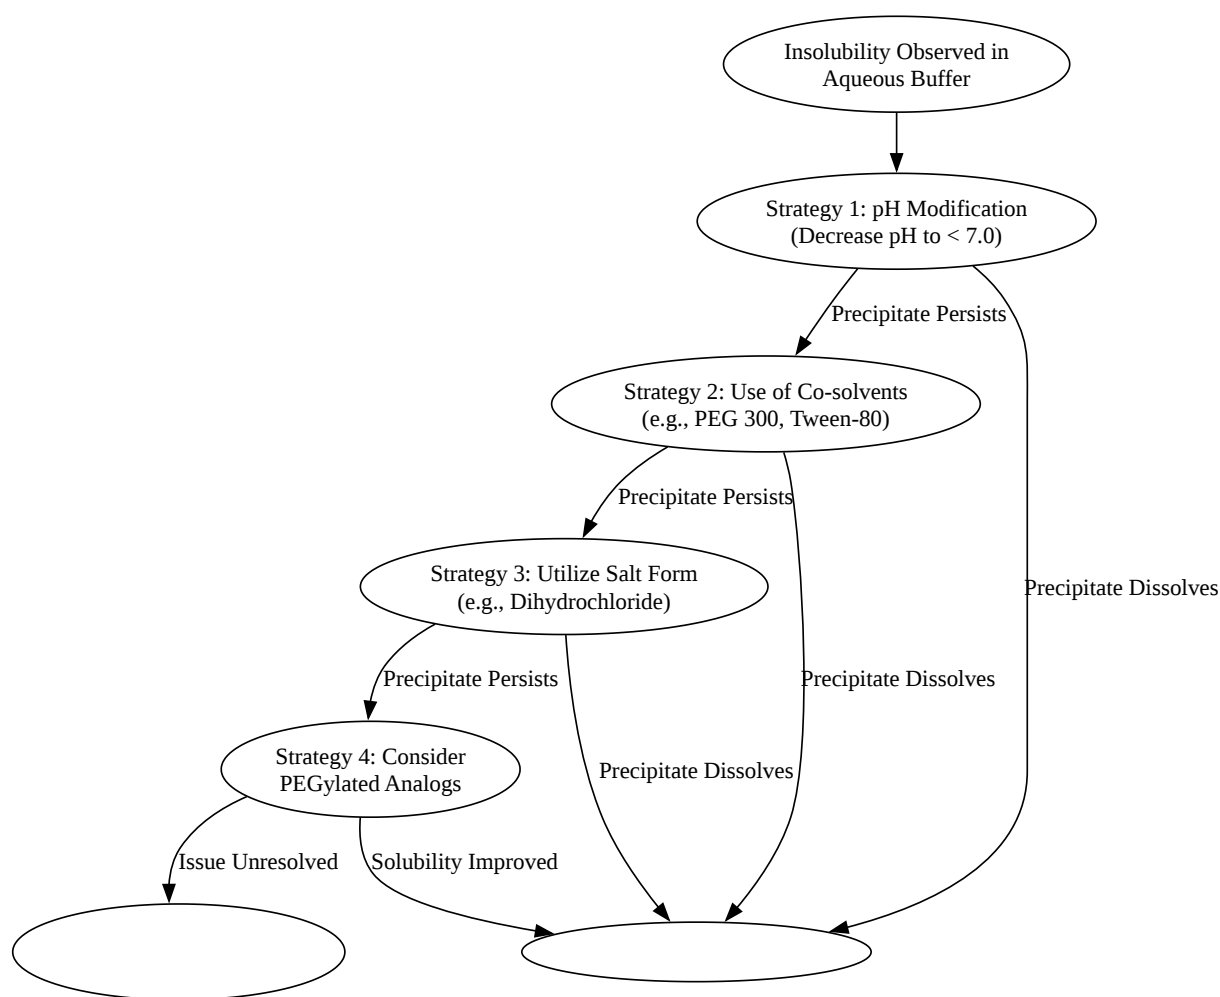 Insolubility Observed in
Aqueous Buffer
Strategy 1: pH Modification
(Decrease pH to < 7.0)
Precipitate Persists
Strategy 2: Use of Co-solvents
(e.g., PEG 300, Tween-80)
Precipitate Persists
Strategy 3: Utilize Salt Form
(e.g., Dihydrochloride)
Precipitate Dissolves
Precipitate Persists
Precipitate Dissolves
Strategy 4: Consider
PEGylated Analogs
Precipitate Dissolves
Issue Unresolved
Solubility Improved